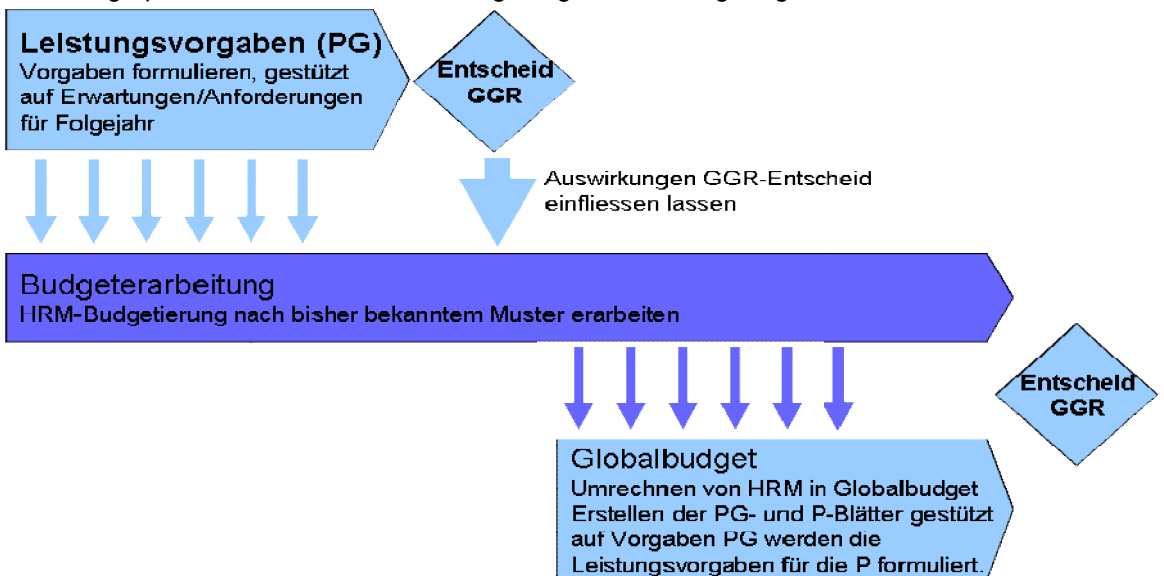 Leistungsvorgaben (PG)
Vorgaben formulieren, gestützt
auf Erwartungen/Anforderungen
für Folgejahr
Entscheid
GGR
Auswirkungen GGR-Entscheid
einfliessen lassen
Budgeterarbeitung
HRM-Budgetierung nach bisher bekanntem Muster erarbeiten
Entscheid
GGR
Globalbudget
Umrechnen von HRM in Globalbudget
Erstellen der PG- und P-Blätter gestützt
auf Vorgaben PG werden die
Leistungsvorgaben für die P formuliert.